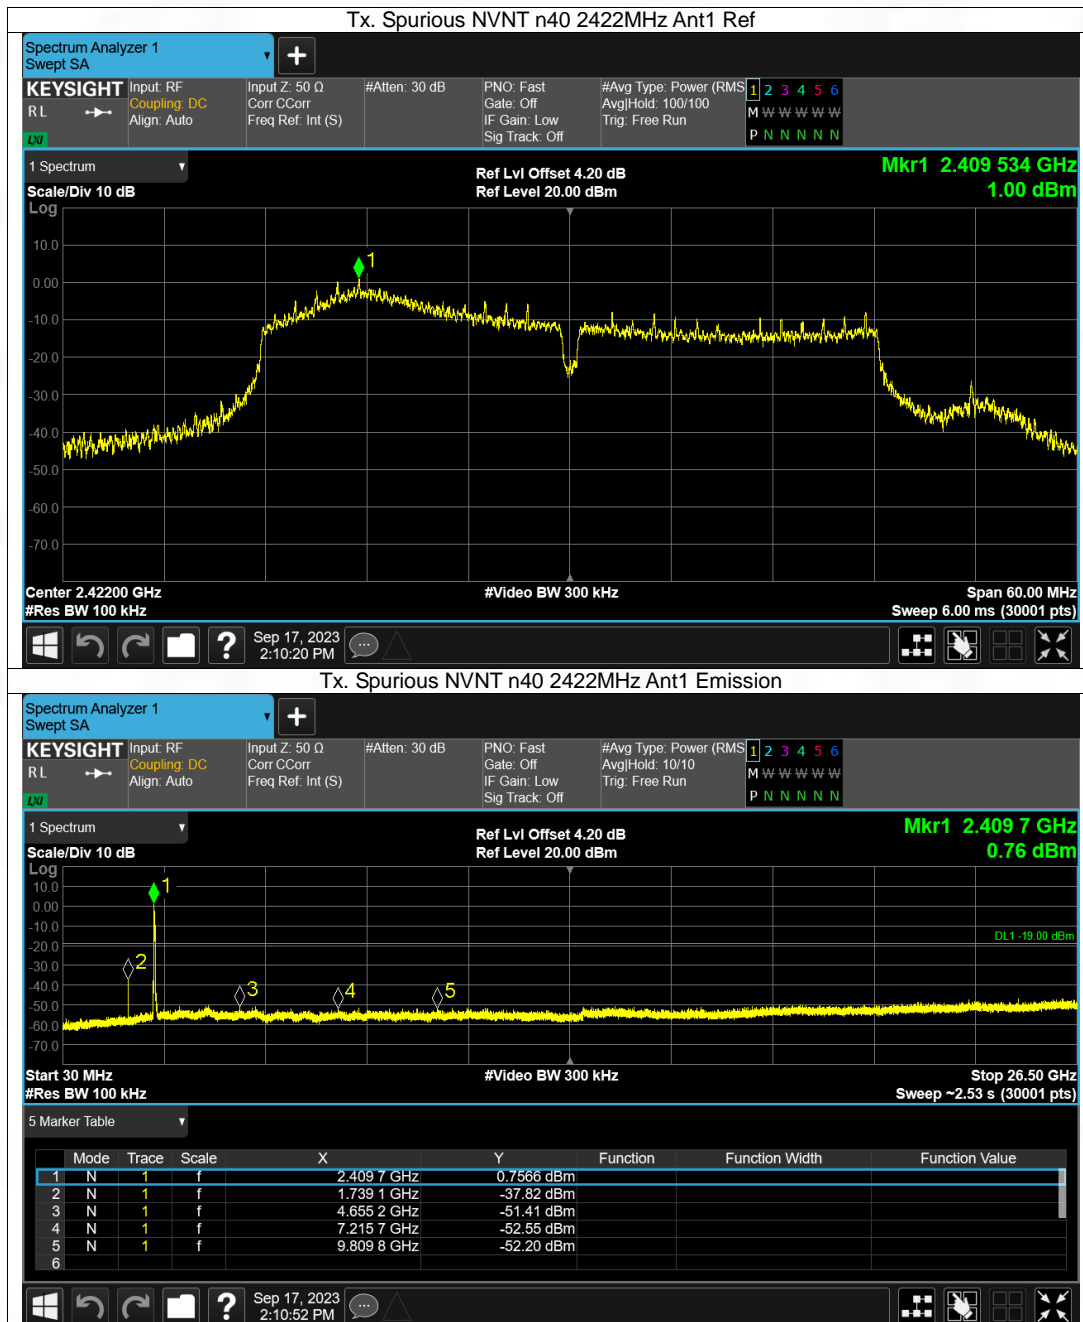 Tx. Spurious NVNT n40 2422MHz Ant1 Ref
Spectrum Analyzer 1
Swept SA
KEYSIGHT Input: RF Input Z: 50 Ω #Atten: 30 dB PNO: Fast #Avg Type: Power (RMS 1 2 3 4 5 6
RL Coupling: DC Corr CCorr Gate: Off Avg|Hold: 100/100 M W W W W W
Align: Auto Freq Ref: Int (S) IF Gain: Low Trig: Free Run
LXI Sig Track: Off P N N N N N
1 Spectrum Mkr1 2.409 534 GHz
Ref Lvl Offset 4.20 dB
Scale/Div 10 dB Ref Level 20.00 dBm 1.00 dBm
Log
10.0
1
0.00
-10.0
-20.0
-30.0
-40.0
-50.0
-60.0
-70.0
Center 2.42200 GHz #Video BW 300 kHz Span 60.00 MHz
#Res BW 100 kHz Sweep 6.00 ms (30001 pts)
? Sep 17, 2023
2:10:20 PM
Tx. Spurious NVNT n40 2422MHz Ant1 Emission
Spectrum Analyzer 1
Swept SA
KEYSIGHT Input: RF Input Z: 50 Ω #Atten: 30 dB PNO: Fast #Avg Type: Power (RMS 1 2 3 4 5 6
RL Coupling: DC Corr CCorr Gate: Off Avg|Hold: 10/10 M W W W W W
Align: Auto Freq Ref: Int (S) IF Gain: Low Trig: Free Run
LXI Sig Track: Off P N N N N N
1 Spectrum Mkr1 2.409 7 GHz
Ref Lvl Offset 4.20 dB
Scale/Div 10 dB Ref Level 20.00 dBm 0.76 dBm
Log
10.0 1
0.00
-10.0
DL1 -19.00 dBm
-20.0
-30.0 2
-40.0 3 4 5
-50.0
-60.0
-70.0
Start 30 MHz #Video BW 300 kHz Stop 26.50 GHz
#Res BW 100 kHz Sweep ~2.53 s (30001 pts)
5 Marker Table
Mode Trace Scale X Y Function Function Width Function Value
1 N 1 f 2.409 7 GHz 0.7566 dBm
2 N 1 f 1.739 1 GHz -37.82 dBm
3 N 1 f 4.655 2 GHz -51.41 dBm
4 N 1 f 7.215 7 GHz -52.55 dBm
5 N 1 f 9.809 8 GHz -52.20 dBm
6
? Sep 17, 2023
2:10:52 PM